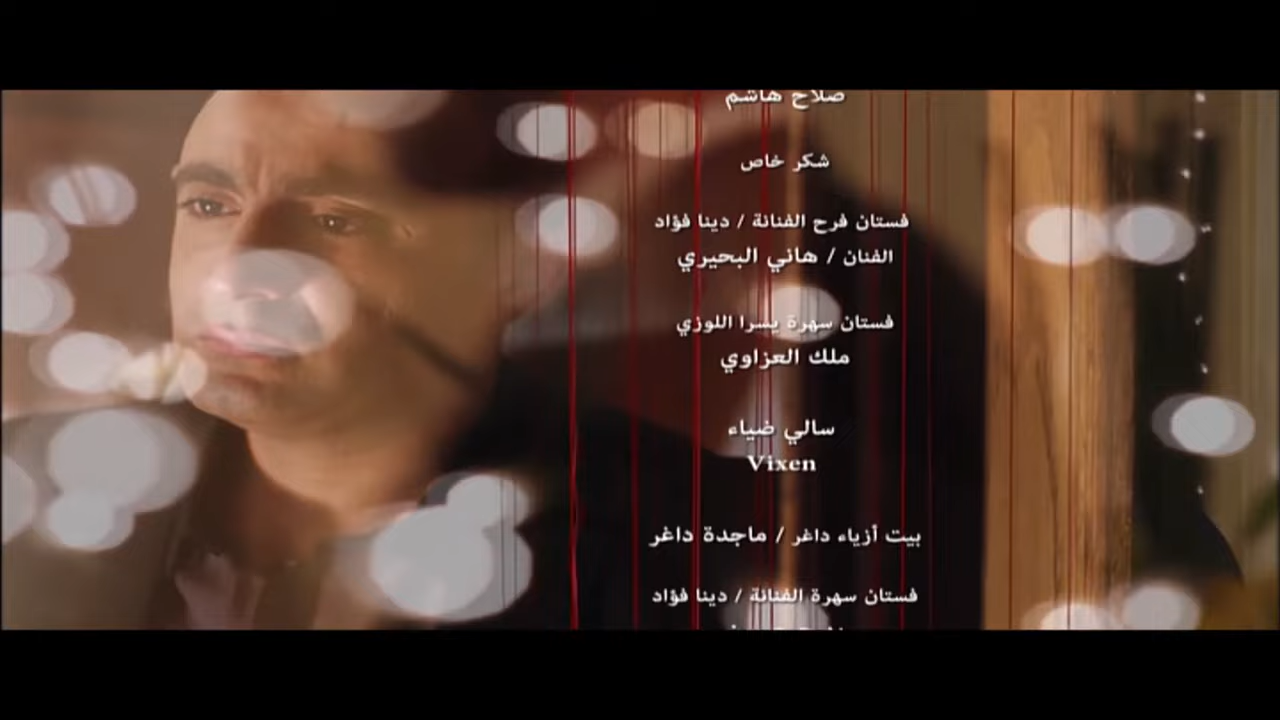 صلاح هاشم
شكر خاص
فستان فرح الفنانة / دينا فؤاد
الفنان / هاني البحيري
فستان سهرة يسرا اللوزي
ملك العزاوي
سالي ضياء
Vixen
بيت أزياء داغر / ماجدة داغر
فستان سهرة الفنانة / دينا فؤاد